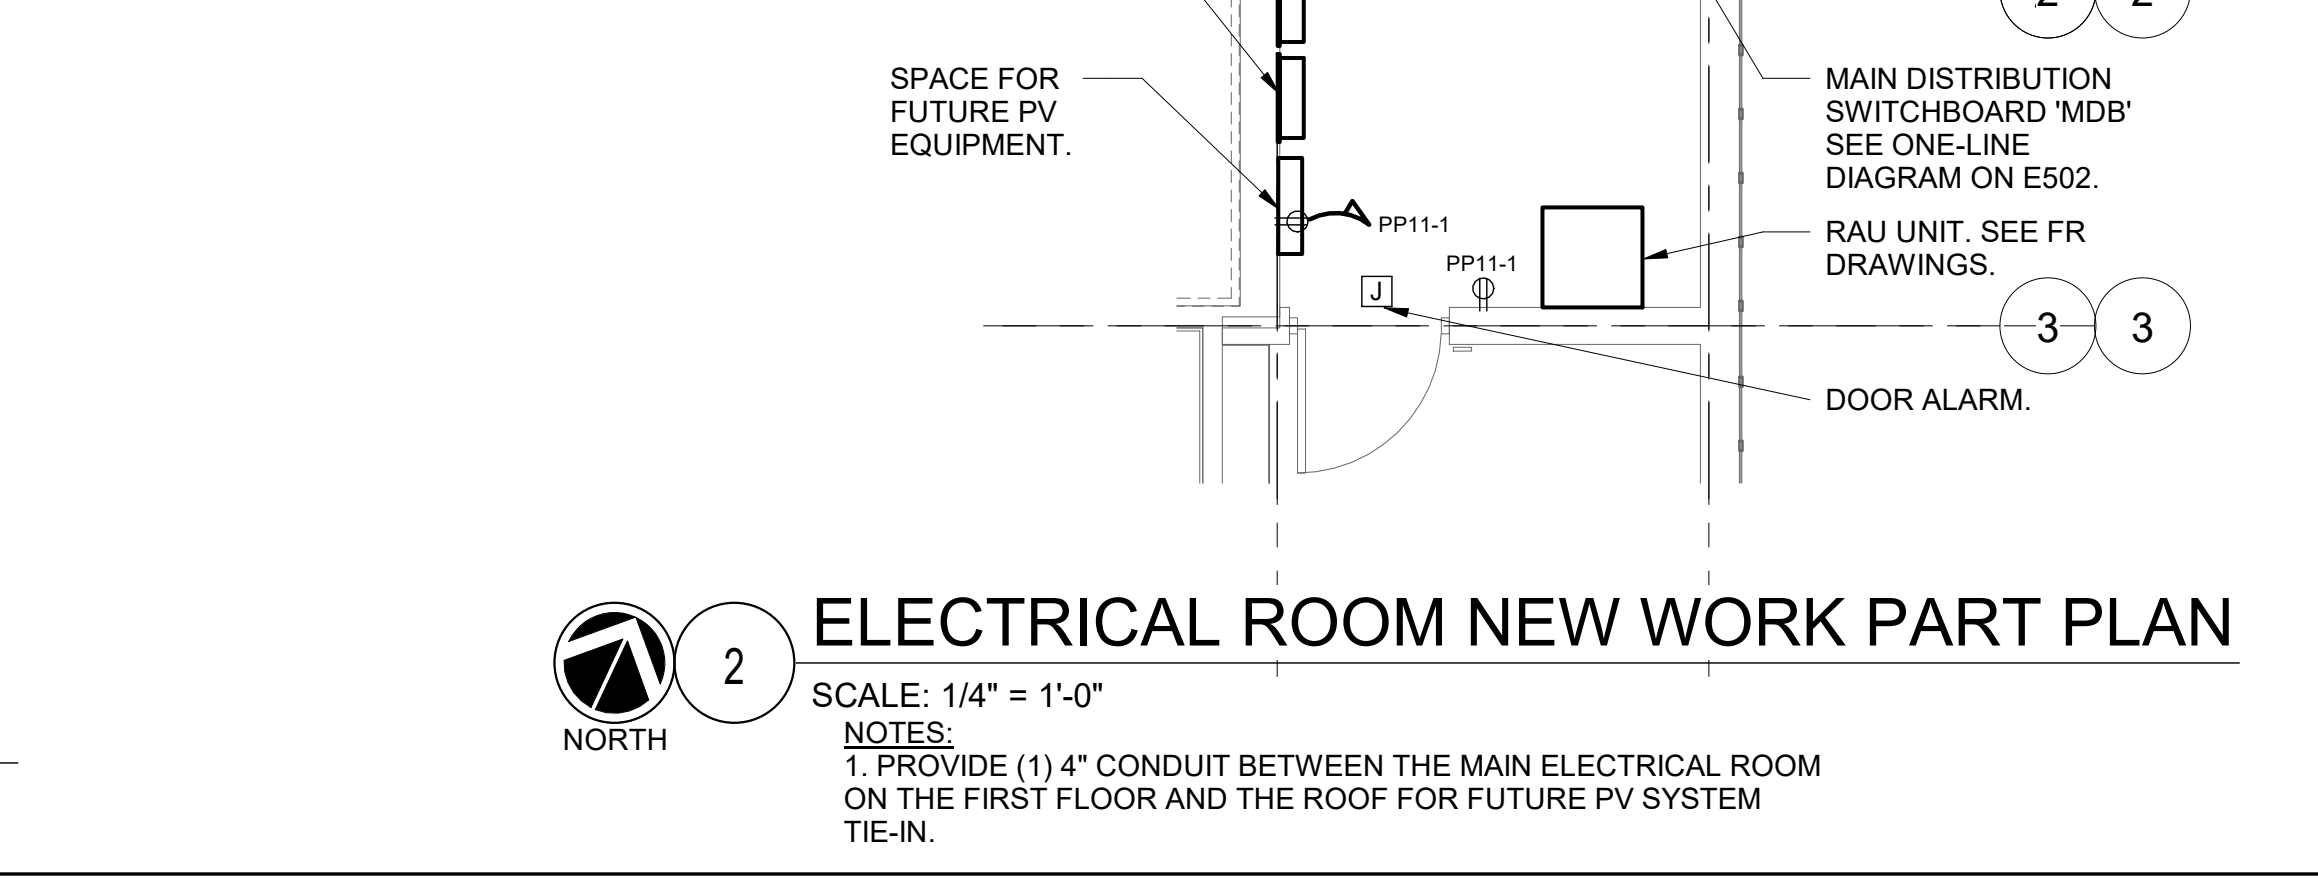 2 2
SPACE FOR
FUTURE PV
EQUIPMENT.
MAIN DISTRIBUTION
SWITCHBOARD 'MDB'
SEE ONE-LINE
DIAGRAM ON E502.
PP11-1
RAU UNIT. SEE FR
DRAWINGS.
PP11-1
J
3 3
DOOR ALARM.
ELECTRICAL ROOM NEW WORK PART PLAN
2
SCALE: 1/4" = 1'-0"
NORTH
NOTES:
1. PROVIDE (1) 4" CONDUIT BETWEEN THE MAIN ELECTRICAL ROOM
ON THE FIRST FLOOR AND THE ROOF FOR FUTURE PV SYSTEM
TIE-IN.